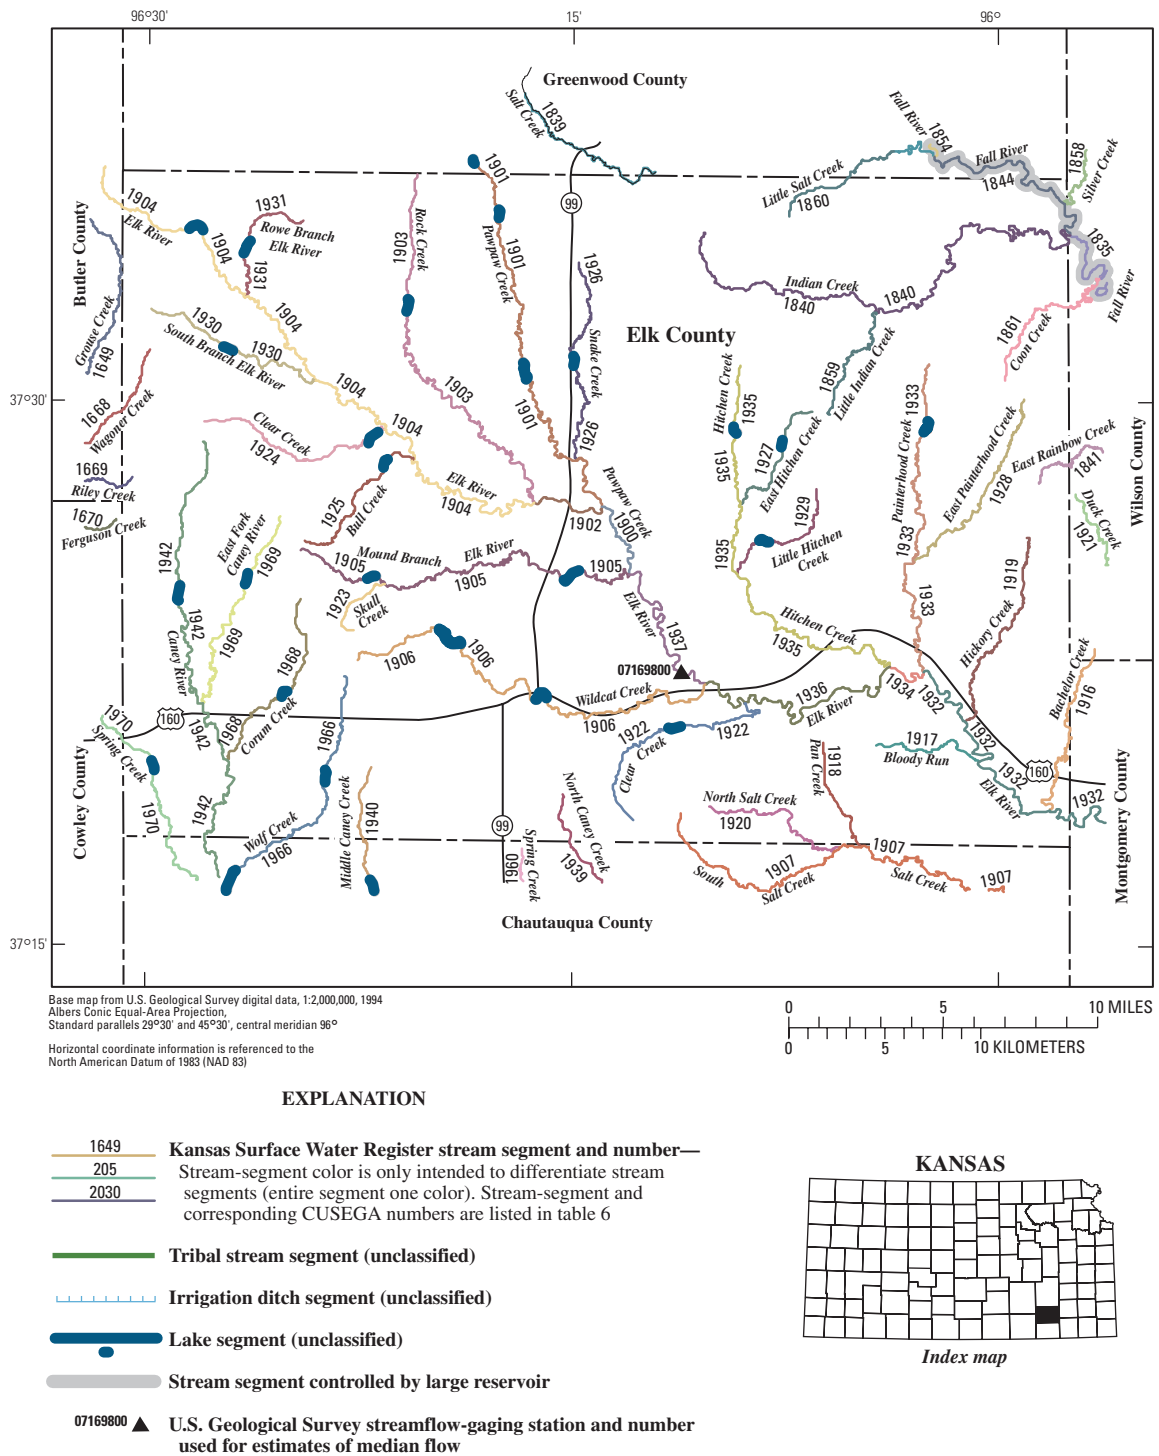 96°30'
15'
96°
Greenwood County
Salt Creek
1839
Fall River
1854
Fall River
1844
1858
Silver Creek
Little Salt Creek
1860
1835
Fall River
1901
1904
Elk River
1904
1931
Rowe Branch
Elk River
1931
Rock Creek
1903
Pawpaw Creek
1901
99
1926
Snake Creek
Butler County
Grouse Creek
1649
Indian Creek
1840
1840
Elk County
1861
Coon Creek
1904
1930
South Branch Elk River
1930
1904
1903
1901
1926
Hitchen Creek
1935
1859
Little Indian Creek
1933
37°30'
1668
Wagoner Creek
Clear Creek
1924
1904
1935
1927
East Hitchen Creek
Painterhood Creek
East Painterhood Creek
1928
East Rainbow Creek
1841
Wilson County
1669
Riley Creek
1670
Ferguson Creek
Elk River
1904
1925
Bull Creek
1902
Pawpaw Creek
1900
1929
Little Hitchen
Creek
1933
Duck Creek
1921
1942
East Fork
Caney River
1969
1905
Mound Branch
Elk River
1905
1905
1935
1923
Skull
Creek
Elk River
1937
1933
1919
Hickory Creek
1942
Caney River
1969
1968
1906
1906
Hitchen Creek
1935
07169800
Wildcat Creek
1906
1936
Elk River
1934
1932
Bachelor Creek
1916
1970
Spring Creek
160
1942
1968
Corum Creek
1966
1922
Clear Creek
1922
1918
Pan Creek
1917
Bloody Run
1932
1932
Elk River
160
1932
Cowley County
1970
1942
Wolf Creek
1966
Middle Caney Creek
1940
99
1960
Spring Creek
North Caney Creek
1939
North Salt Creek
1920
South
1907
Salt Creek
1907
Salt Creek
1907
Montgomery County
Chautauqua County
37°15'
Base map from U.S. Geological Survey digital data, 1:2,000,000, 1994
Albers Conic Equal-Area Projection,
Standard parallels 29°30' and 45°30', central meridian 96°
Horizontal coordinate information is referenced to the
North American Datum of 1983 (NAD 83)
0 5 10 MILES
0 5 10 KILOMETERS
EXPLANATION
1649
205
2030
Kansas Surface Water Register stream segment and number—
Stream-segment color is only intended to differentiate stream
segments (entire segment one color). Stream-segment and
corresponding CUSEGA numbers are listed in table 6
Tribal stream segment (unclassified)
Irrigation ditch segment (unclassified)
Lake segment (unclassified)
Stream segment controlled by large reservoir
07169800 U.S. Geological Survey streamflow-gaging station and number
used for estimates of median flow
KANSAS
Index map